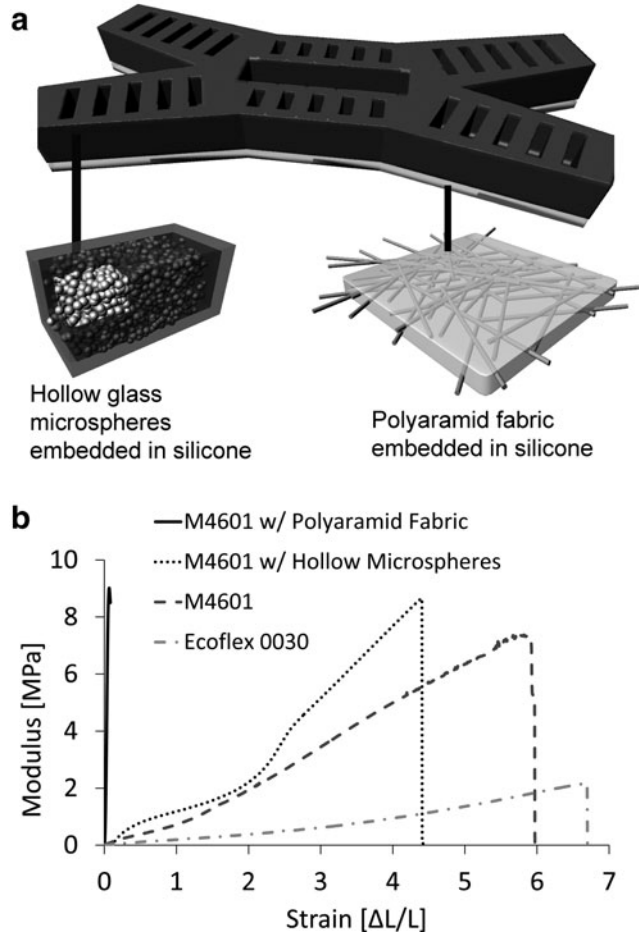 a
Hollow glass
microspheres
embedded in silicone
Polyaramid fabric
embedded in silicone
b
M4601 w/ Polyaramid Fabric
M4601 w/ Hollow Microspheres
M4601
Ecoflex 0030
10
8
6
4
2
0
Modulus [MPa]
0 1 2 3 4 5 6 7
Strain [ΔL/L]